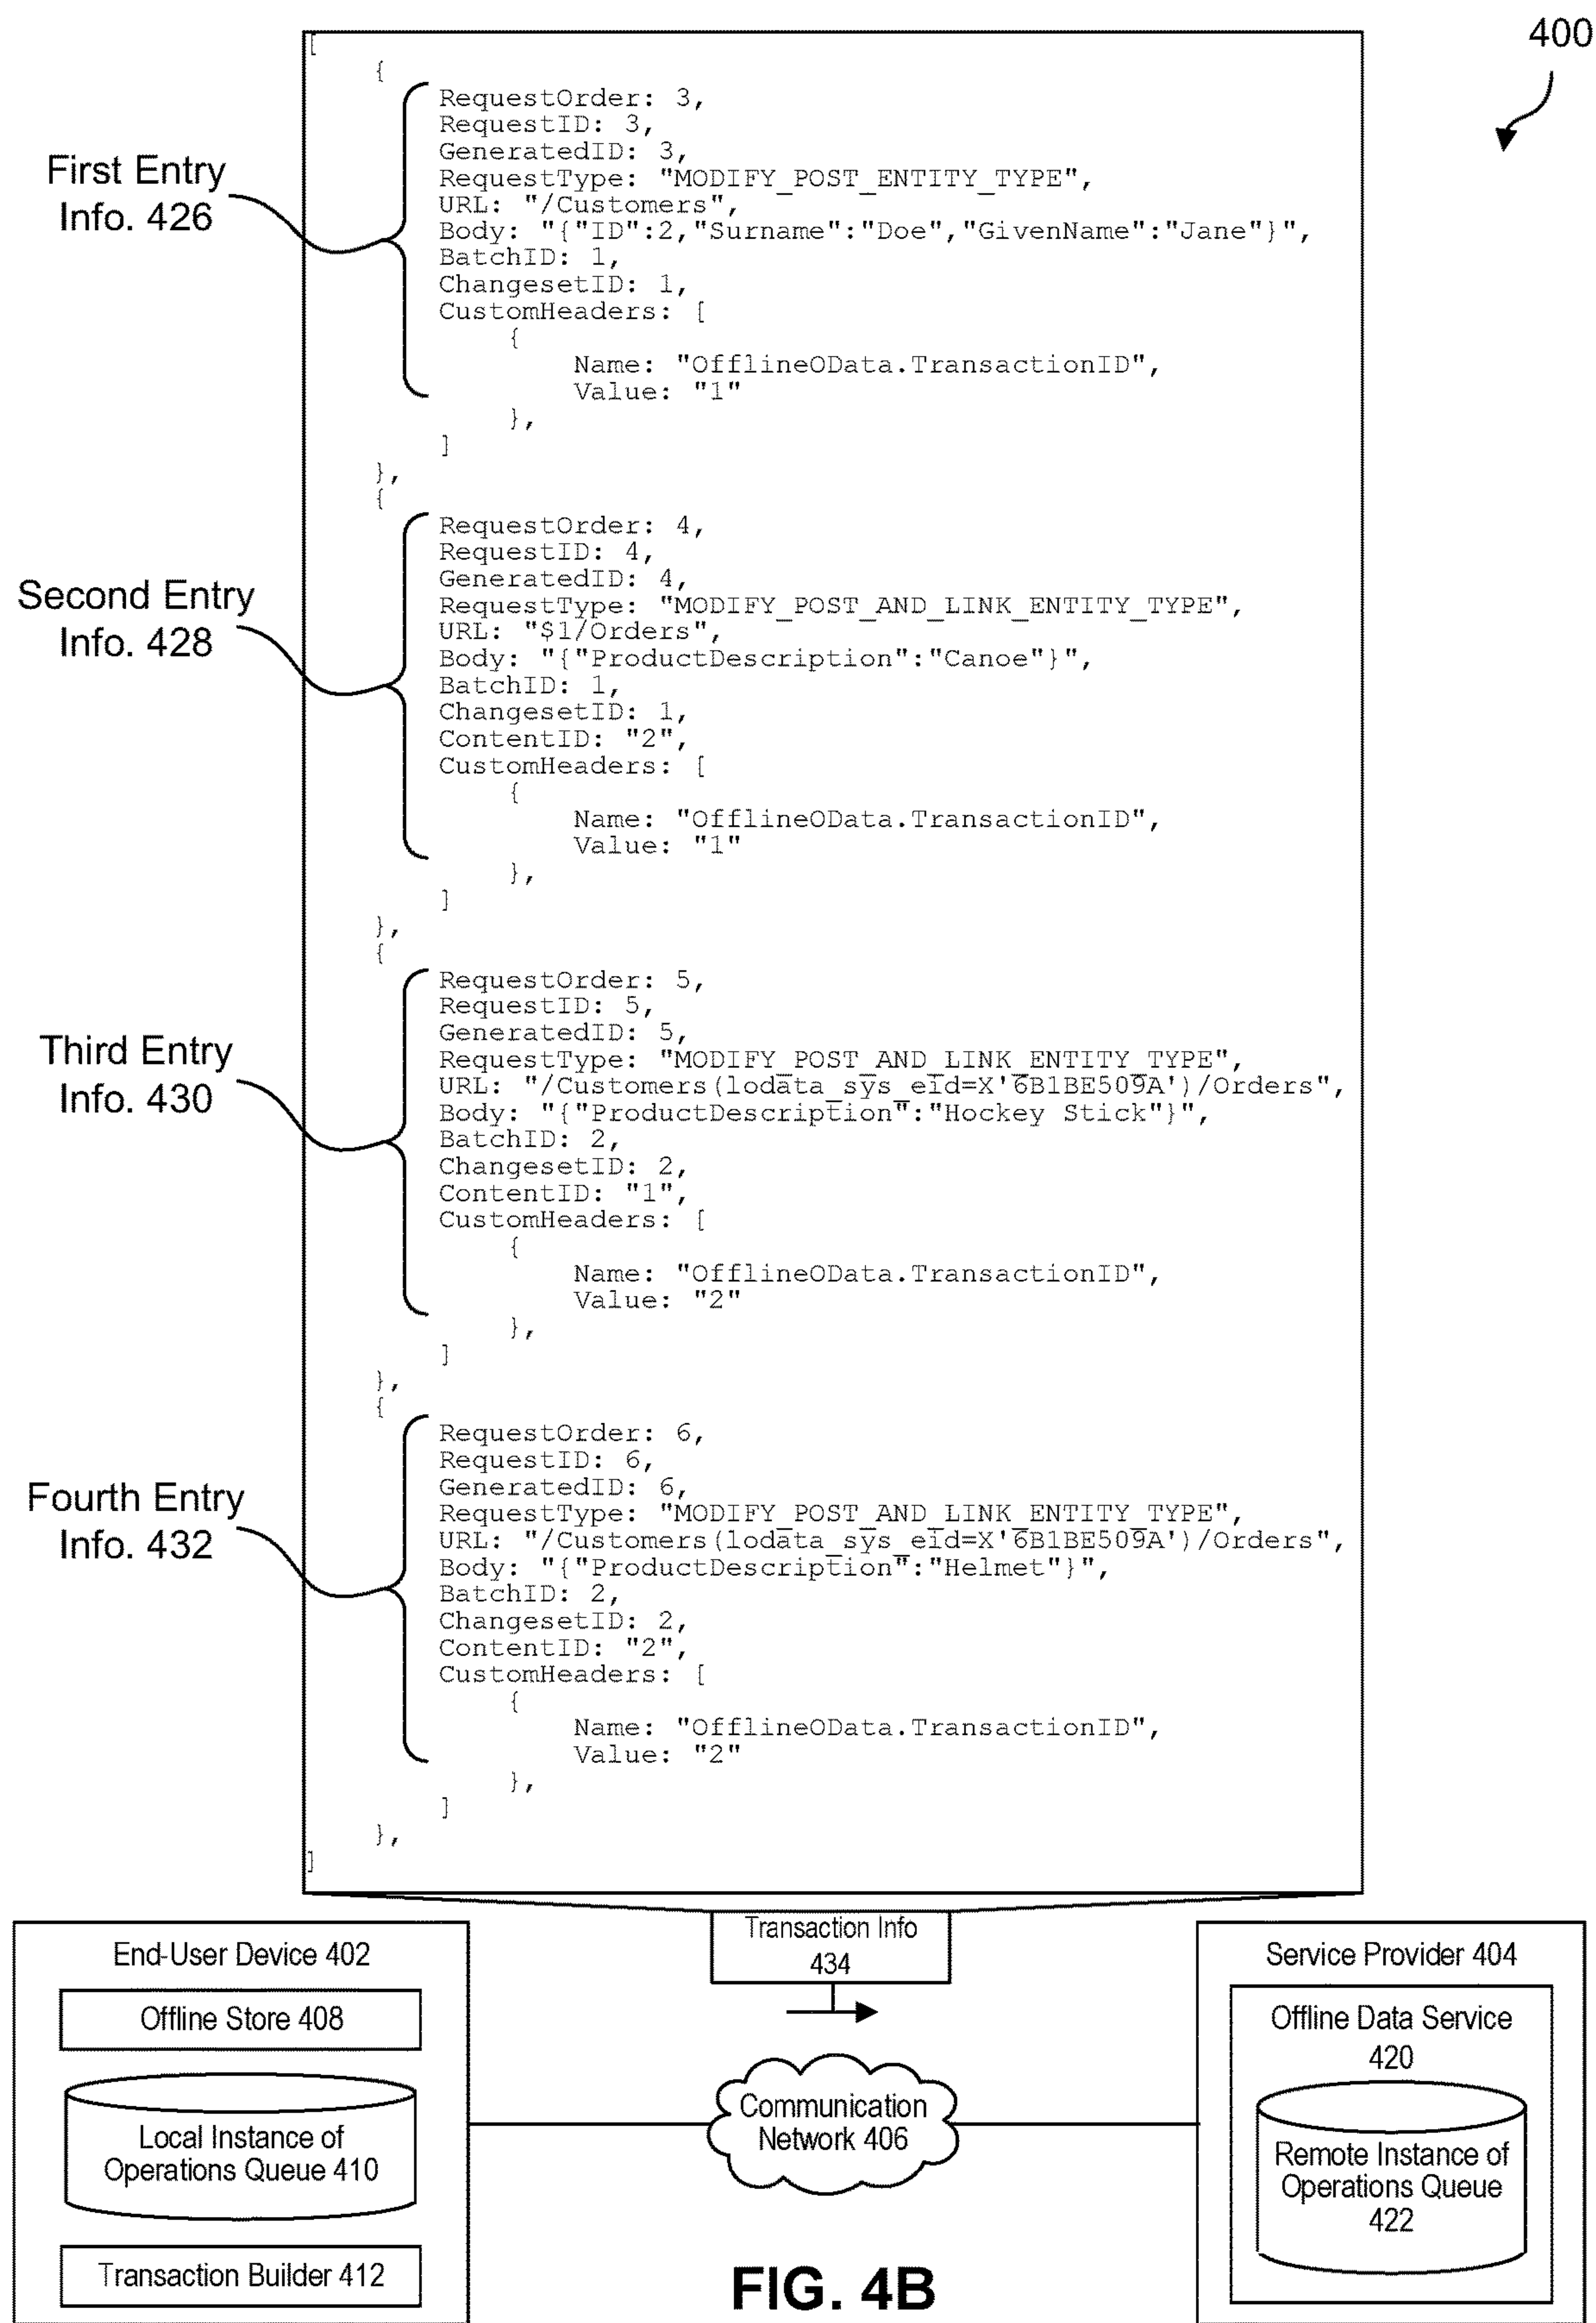 400
[
{
RequestOrder: 3,
RequestID: 3,
GeneratedID: 3,
RequestType: "MODIFY_POST_ENTITY_TYPE",
URL: "/Customers",
Body: "{"ID":2,"Surname":"Doe","GivenName":"Jane"}",
BatchID: 1,
ChangesetID: 1,
CustomHeaders: [
{
Name: "OfflineOData.TransactionID",
Value: "1"
},
]
},
First Entry
Info. 426
{
RequestOrder: 4,
RequestID: 4,
GeneratedID: 4,
RequestType: "MODIFY_POST_AND_LINK_ENTITY_TYPE",
URL: "$1/Orders",
Body: "{"ProductDescription":"Canoe"}",
BatchID: 1,
ChangesetID: 1,
ContentID: "2",
CustomHeaders: [
{
Name: "OfflineOData.TransactionID",
Value: "1"
},
]
},
Second Entry
Info. 428
{
RequestOrder: 5,
RequestID: 5,
GeneratedID: 5,
RequestType: "MODIFY_POST_AND_LINK_ENTITY_TYPE",
URL: "/Customers(lodata_sys_eid=X'6B1BE509A')/Orders",
Body: "{"ProductDescription":"Hockey Stick"}",
BatchID: 2,
ChangesetID: 2,
ContentID: "1",
CustomHeaders: [
{
Name: "OfflineOData.TransactionID",
Value: "2"
},
]
},
Third Entry
Info. 430
{
RequestOrder: 6,
RequestID: 6,
GeneratedID: 6,
RequestType: "MODIFY_POST_AND_LINK_ENTITY_TYPE",
URL: "/Customers(lodata_sys_eid=X'6B1BE509A')/Orders",
Body: "{"ProductDescription":"Helmet"}",
BatchID: 2,
ChangesetID: 2,
ContentID: "2",
CustomHeaders: [
{
Name: "OfflineOData.TransactionID",
Value: "2"
},
]
},
]
Fourth Entry
Info. 432
Transaction Info
434
End-User Device 402
Offline Store 408
Local Instance of
Operations Queue 410
Transaction Builder 412
Communication
Network 406
Service Provider 404
Offline Data Service
420
Remote Instance of
Operations Queue
422
FIG. 4B